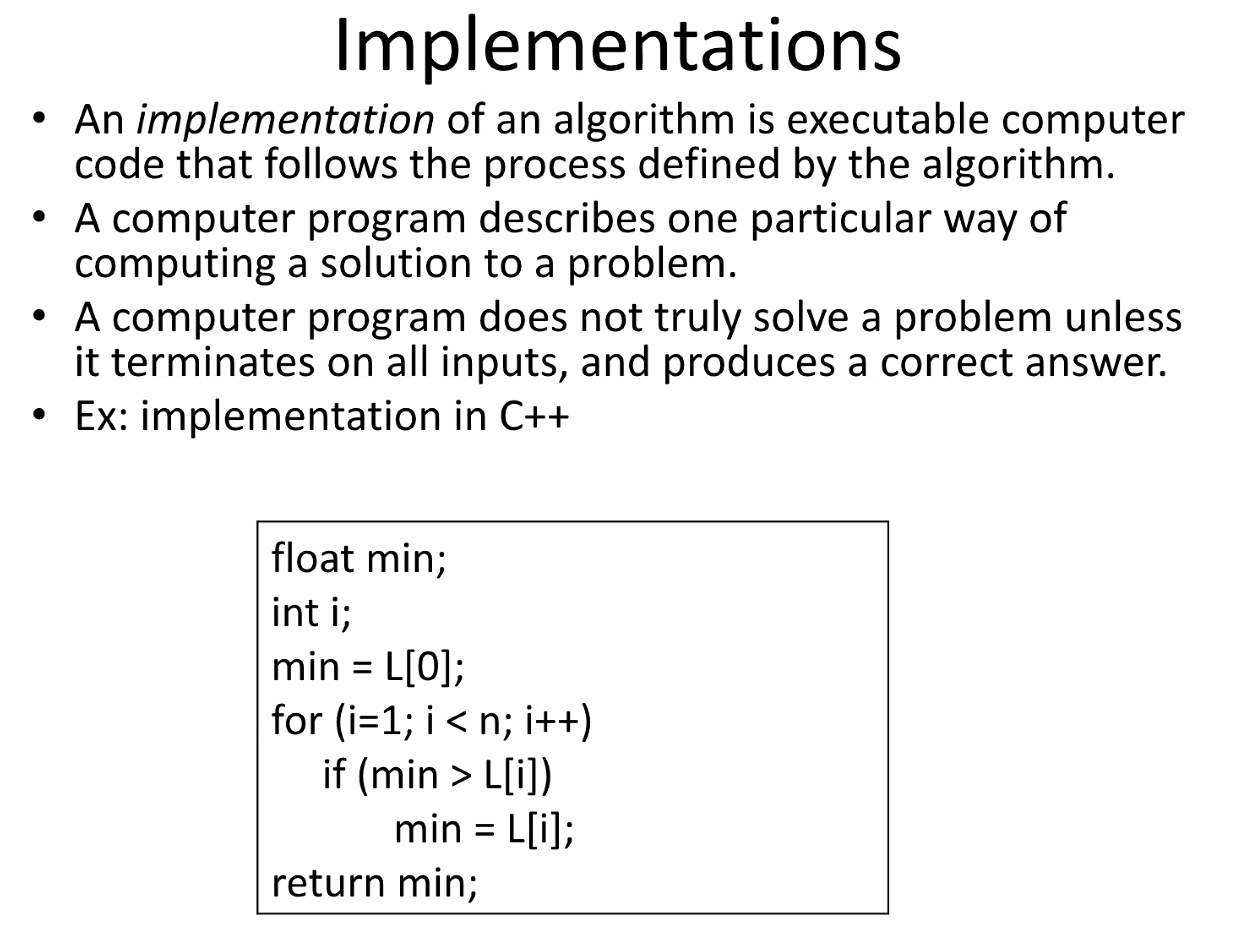 Implementations
• An implementation of an algorithm is executable computer
code that follows the process defined by the algorithm.
• A computer program describes one particular way of
computing a solution to a problem.
• A computer program does not truly solve a problem unless
it terminates on all inputs, and produces a correct answer.
• Ex: implementation in C++
float min;
int i;
min = L[0];
for (i=1; i < n; i++)
if (min > L[i])
min = L[i];
return min;